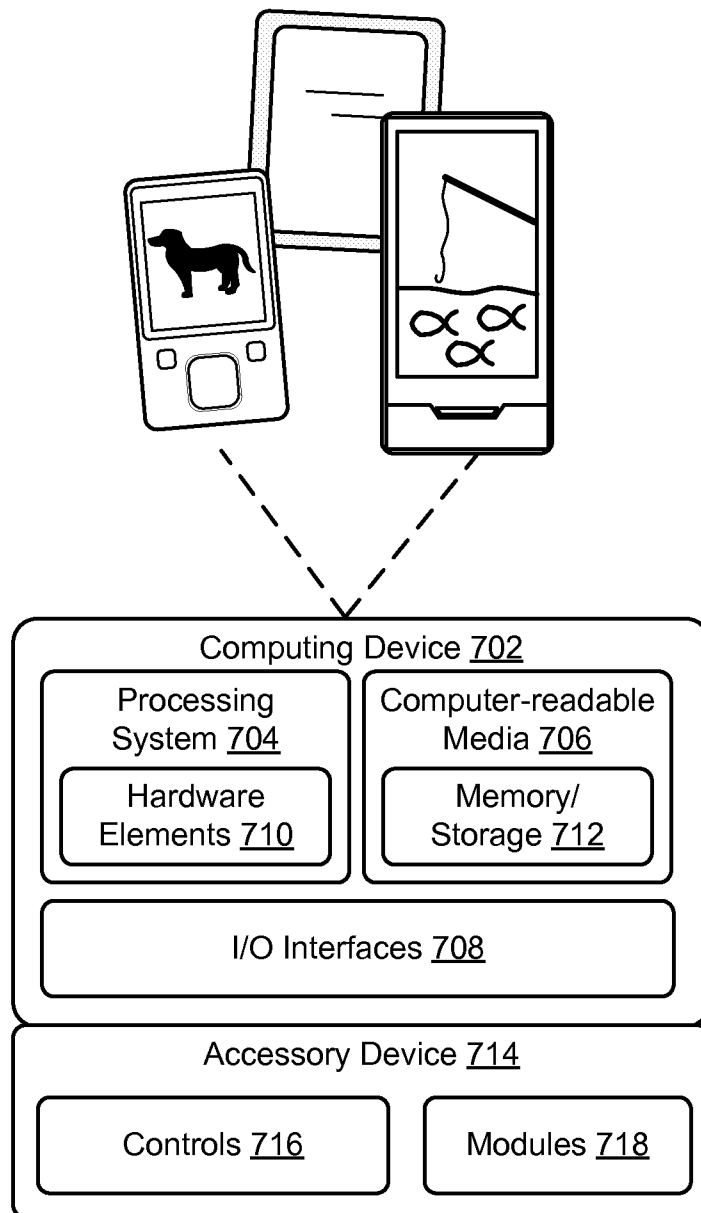 Computing Device 702
Processing
System 704
Hardware
Elements 710
Computer-readable
Media 706
Memory/
Storage 712
I/O Interfaces 708
Accessory Device 714
Controls 716
Modules 718